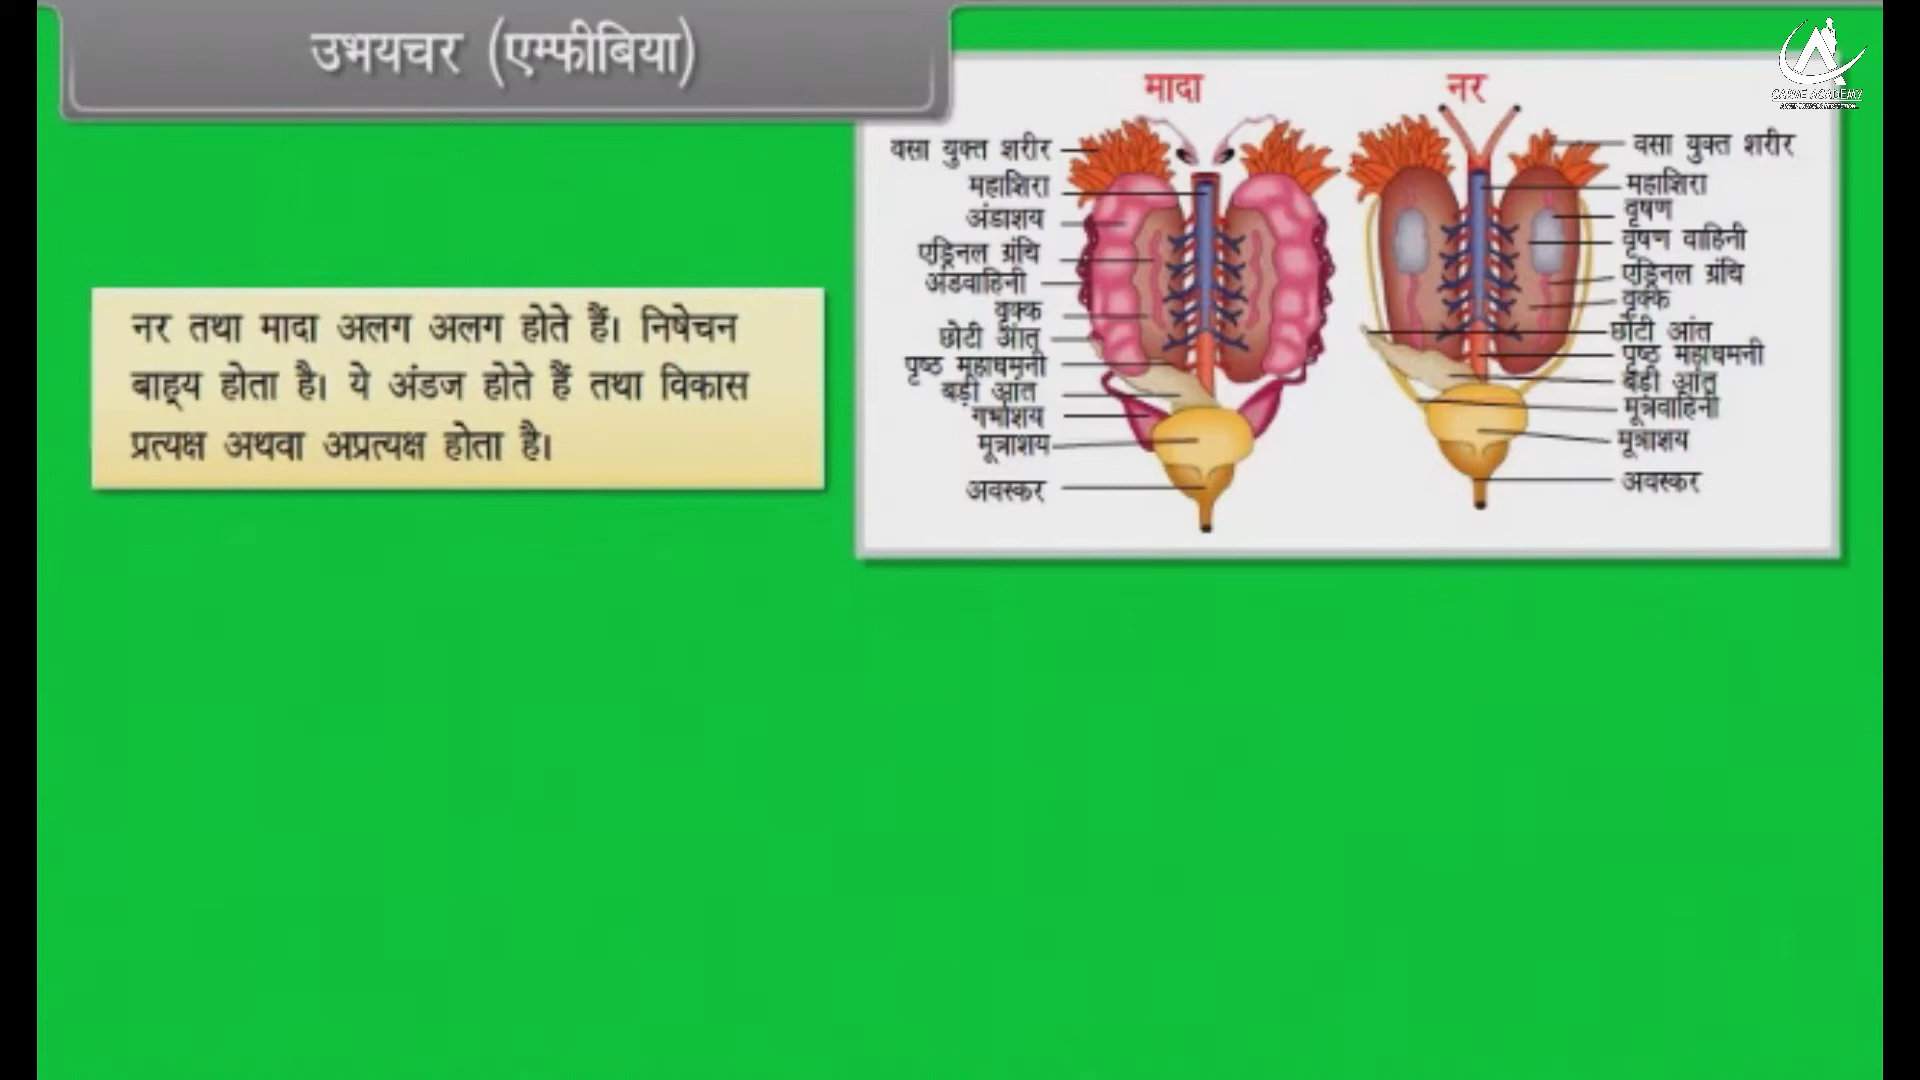 उभयचर (एम्फीबिया)
नर तथा मादा अलग अलग होते हैं। निषेचन
बाह्य होता है। ये अंडज होते हैं तथा विकास
प्रत्यक्ष अथवा अप्रत्यक्ष होता है।
मादा
वसा युक्त शरीर
महाशिरा
अंडाशय
एड्रिनल ग्रंथि
अंडवाहिनी
वृक्क
छोटी आंत
पृष्ठ महाधमनी
बड़ी आंत
गर्भाशय
मूत्राशय
अवस्कर
नर
वसा युक्त शरीर
महाशिरा
वृषण
वृषण वाहिनी
एड्रिनल ग्रंथि
वृक्क
छोटी आंत
पृष्ठ महाधमनी
बड़ी आंत
मूत्रवाहिनी
मूत्राशय
अवस्कर